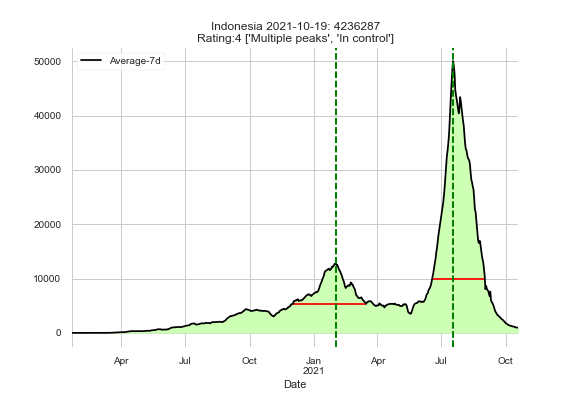 Indonesia 2021-10-19: 4236287
Rating:4 ['Multiple peaks', 'In control']
Average-7d
50000
40000
30000
20000
10000
0
Apr
Jul
Oct
Jan
2021
Apr
Jul
Oct
Date